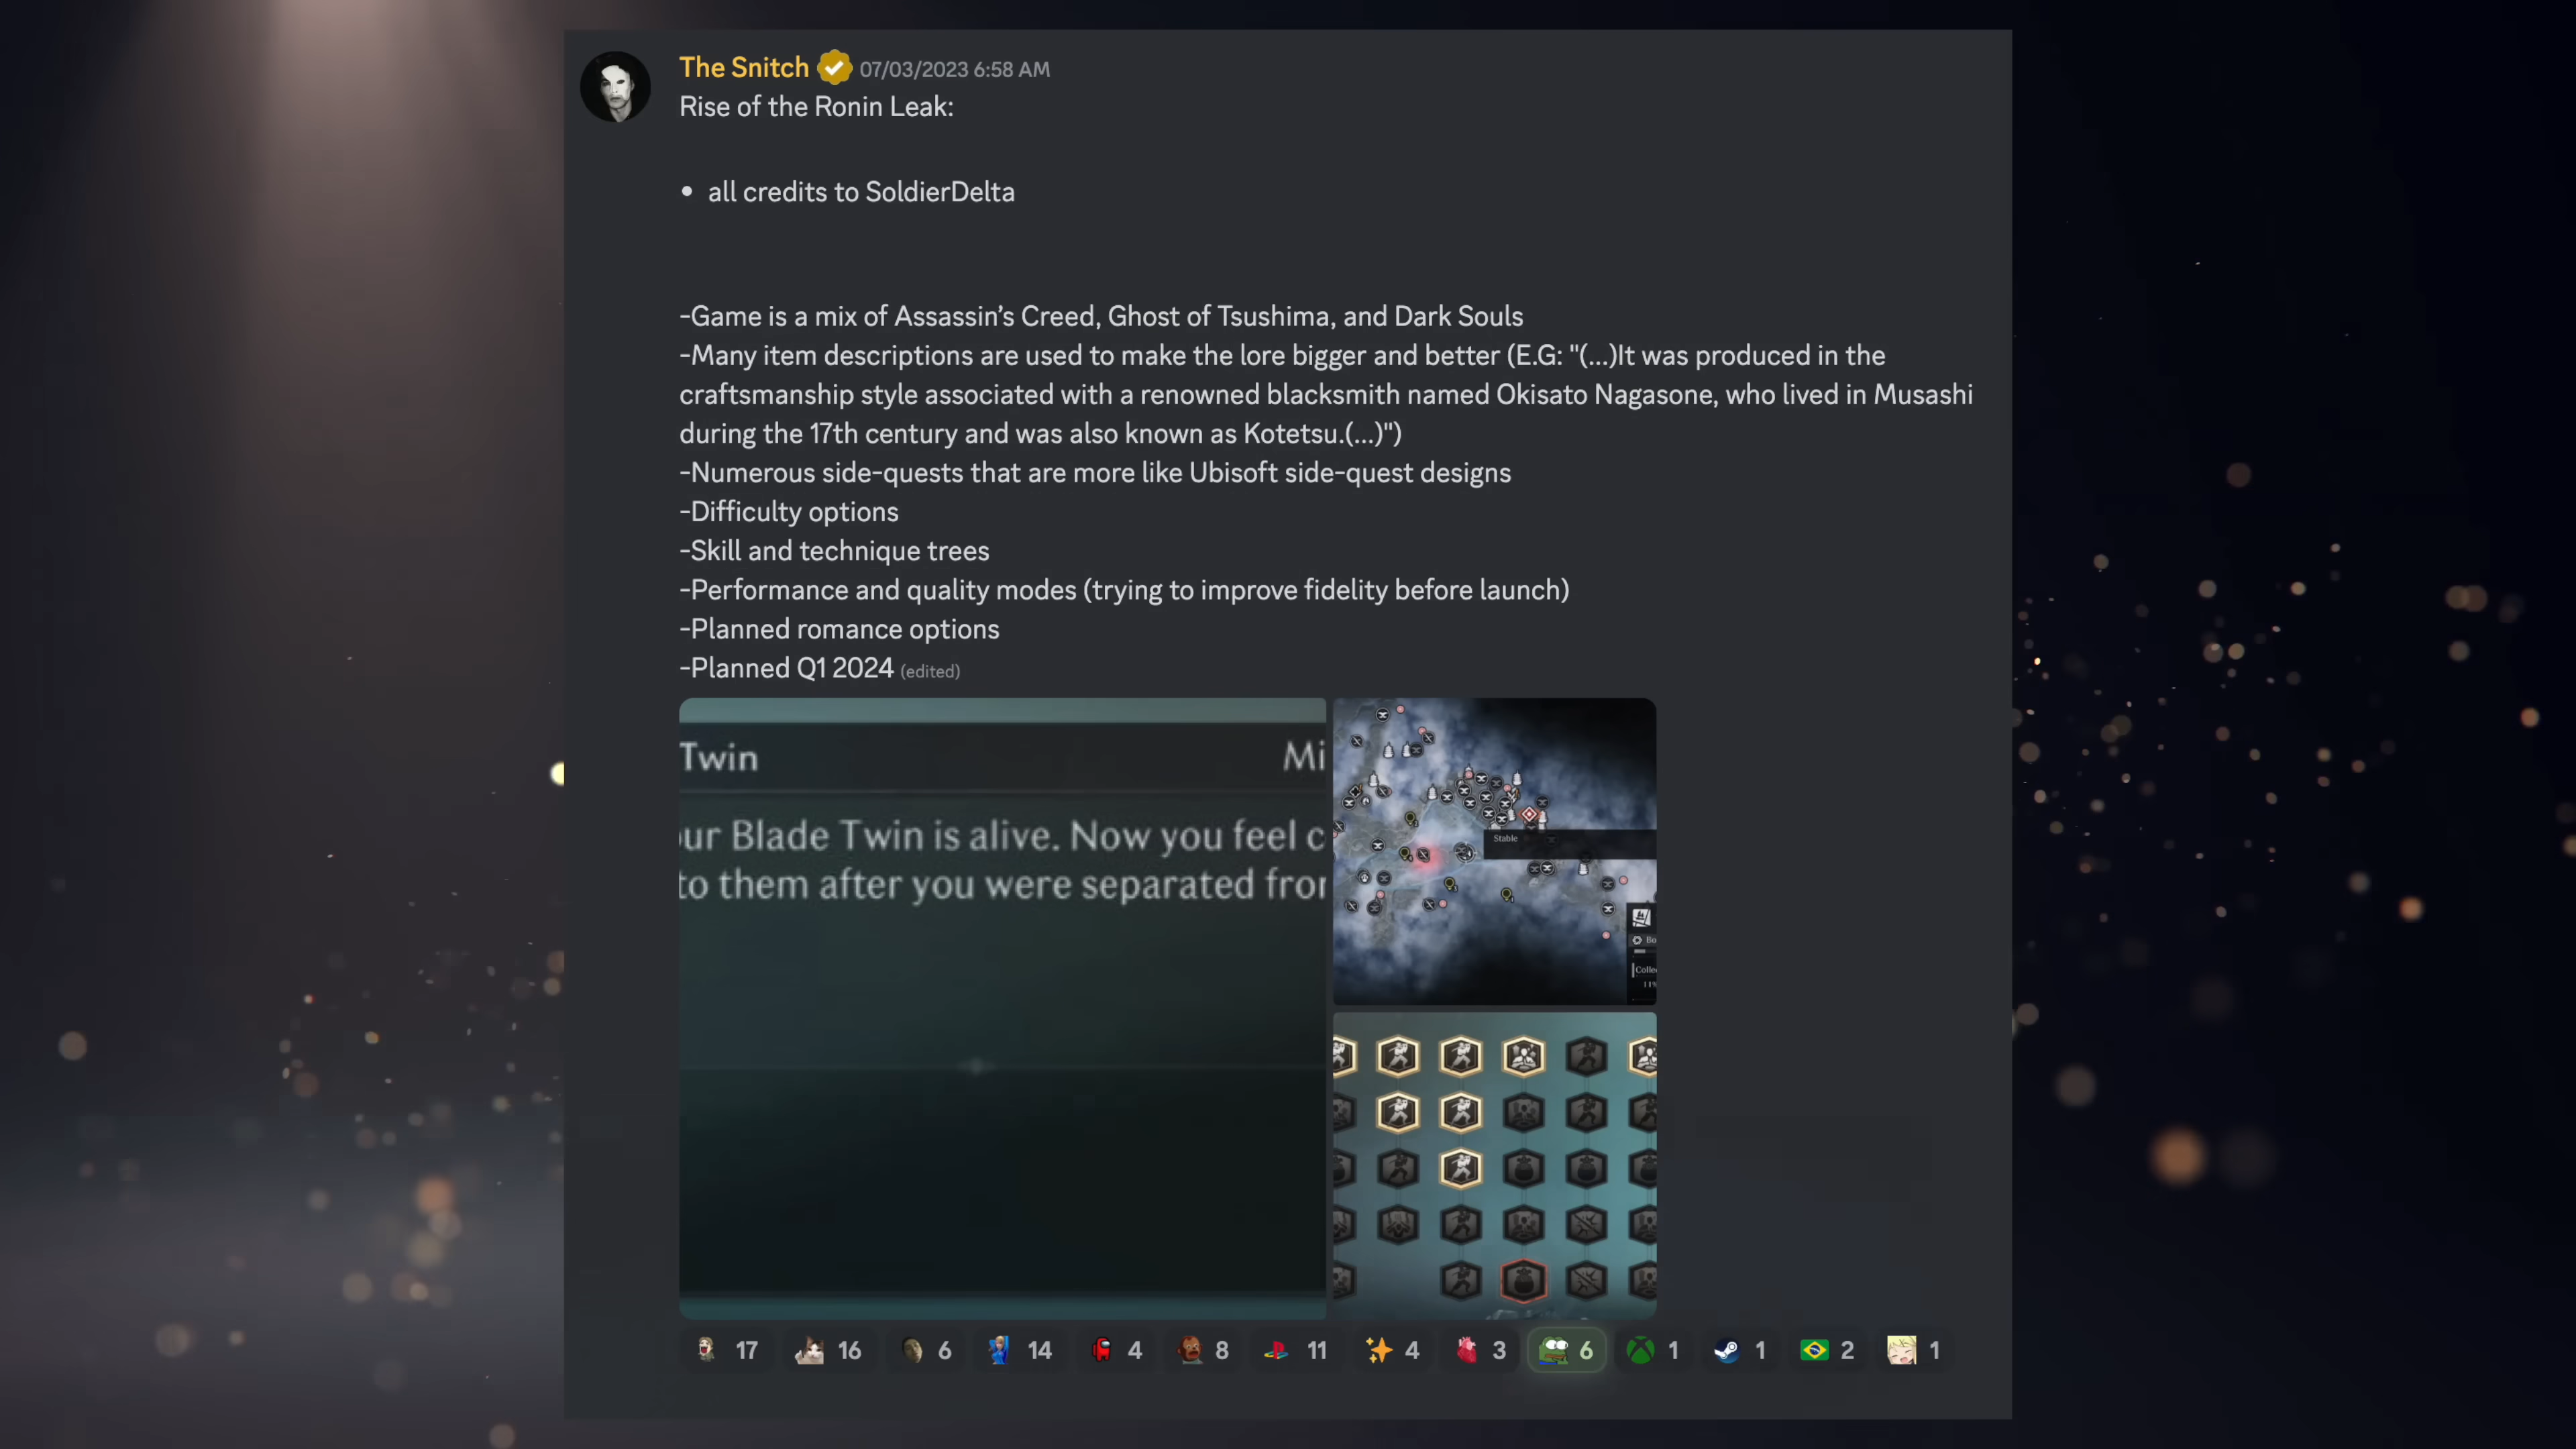 The Snitch 07/03/2023 6:58 AM
Rise of the Ronin Leak:
• all credits to SoldierDelta
-Game is a mix of Assassin's Creed, Ghost of Tsushima, and Dark Souls
-Many item descriptions are used to make the lore bigger and better (E.G: "(...)It was produced in the
craftsmanship style associated with a renowned blacksmith named Okisato Nagasone, who lived in Musashi
during the 17th century and was also known as Kotetsu.(...)")
-Numerous side-quests that are more like Ubisoft side-quest designs
-Difficulty options
-Skill and technique trees
-Performance and quality modes (trying to improve fidelity before launch)
-Planned romance options
-Planned Q1 2024 (edited)
Twin Mi
ur Blade Twin is alive. Now you feel c
to them after you were separated fror
Stable
Bo
Colle
11%
17 16 6 14 4 8 11 4 3 6 1 1 2 1